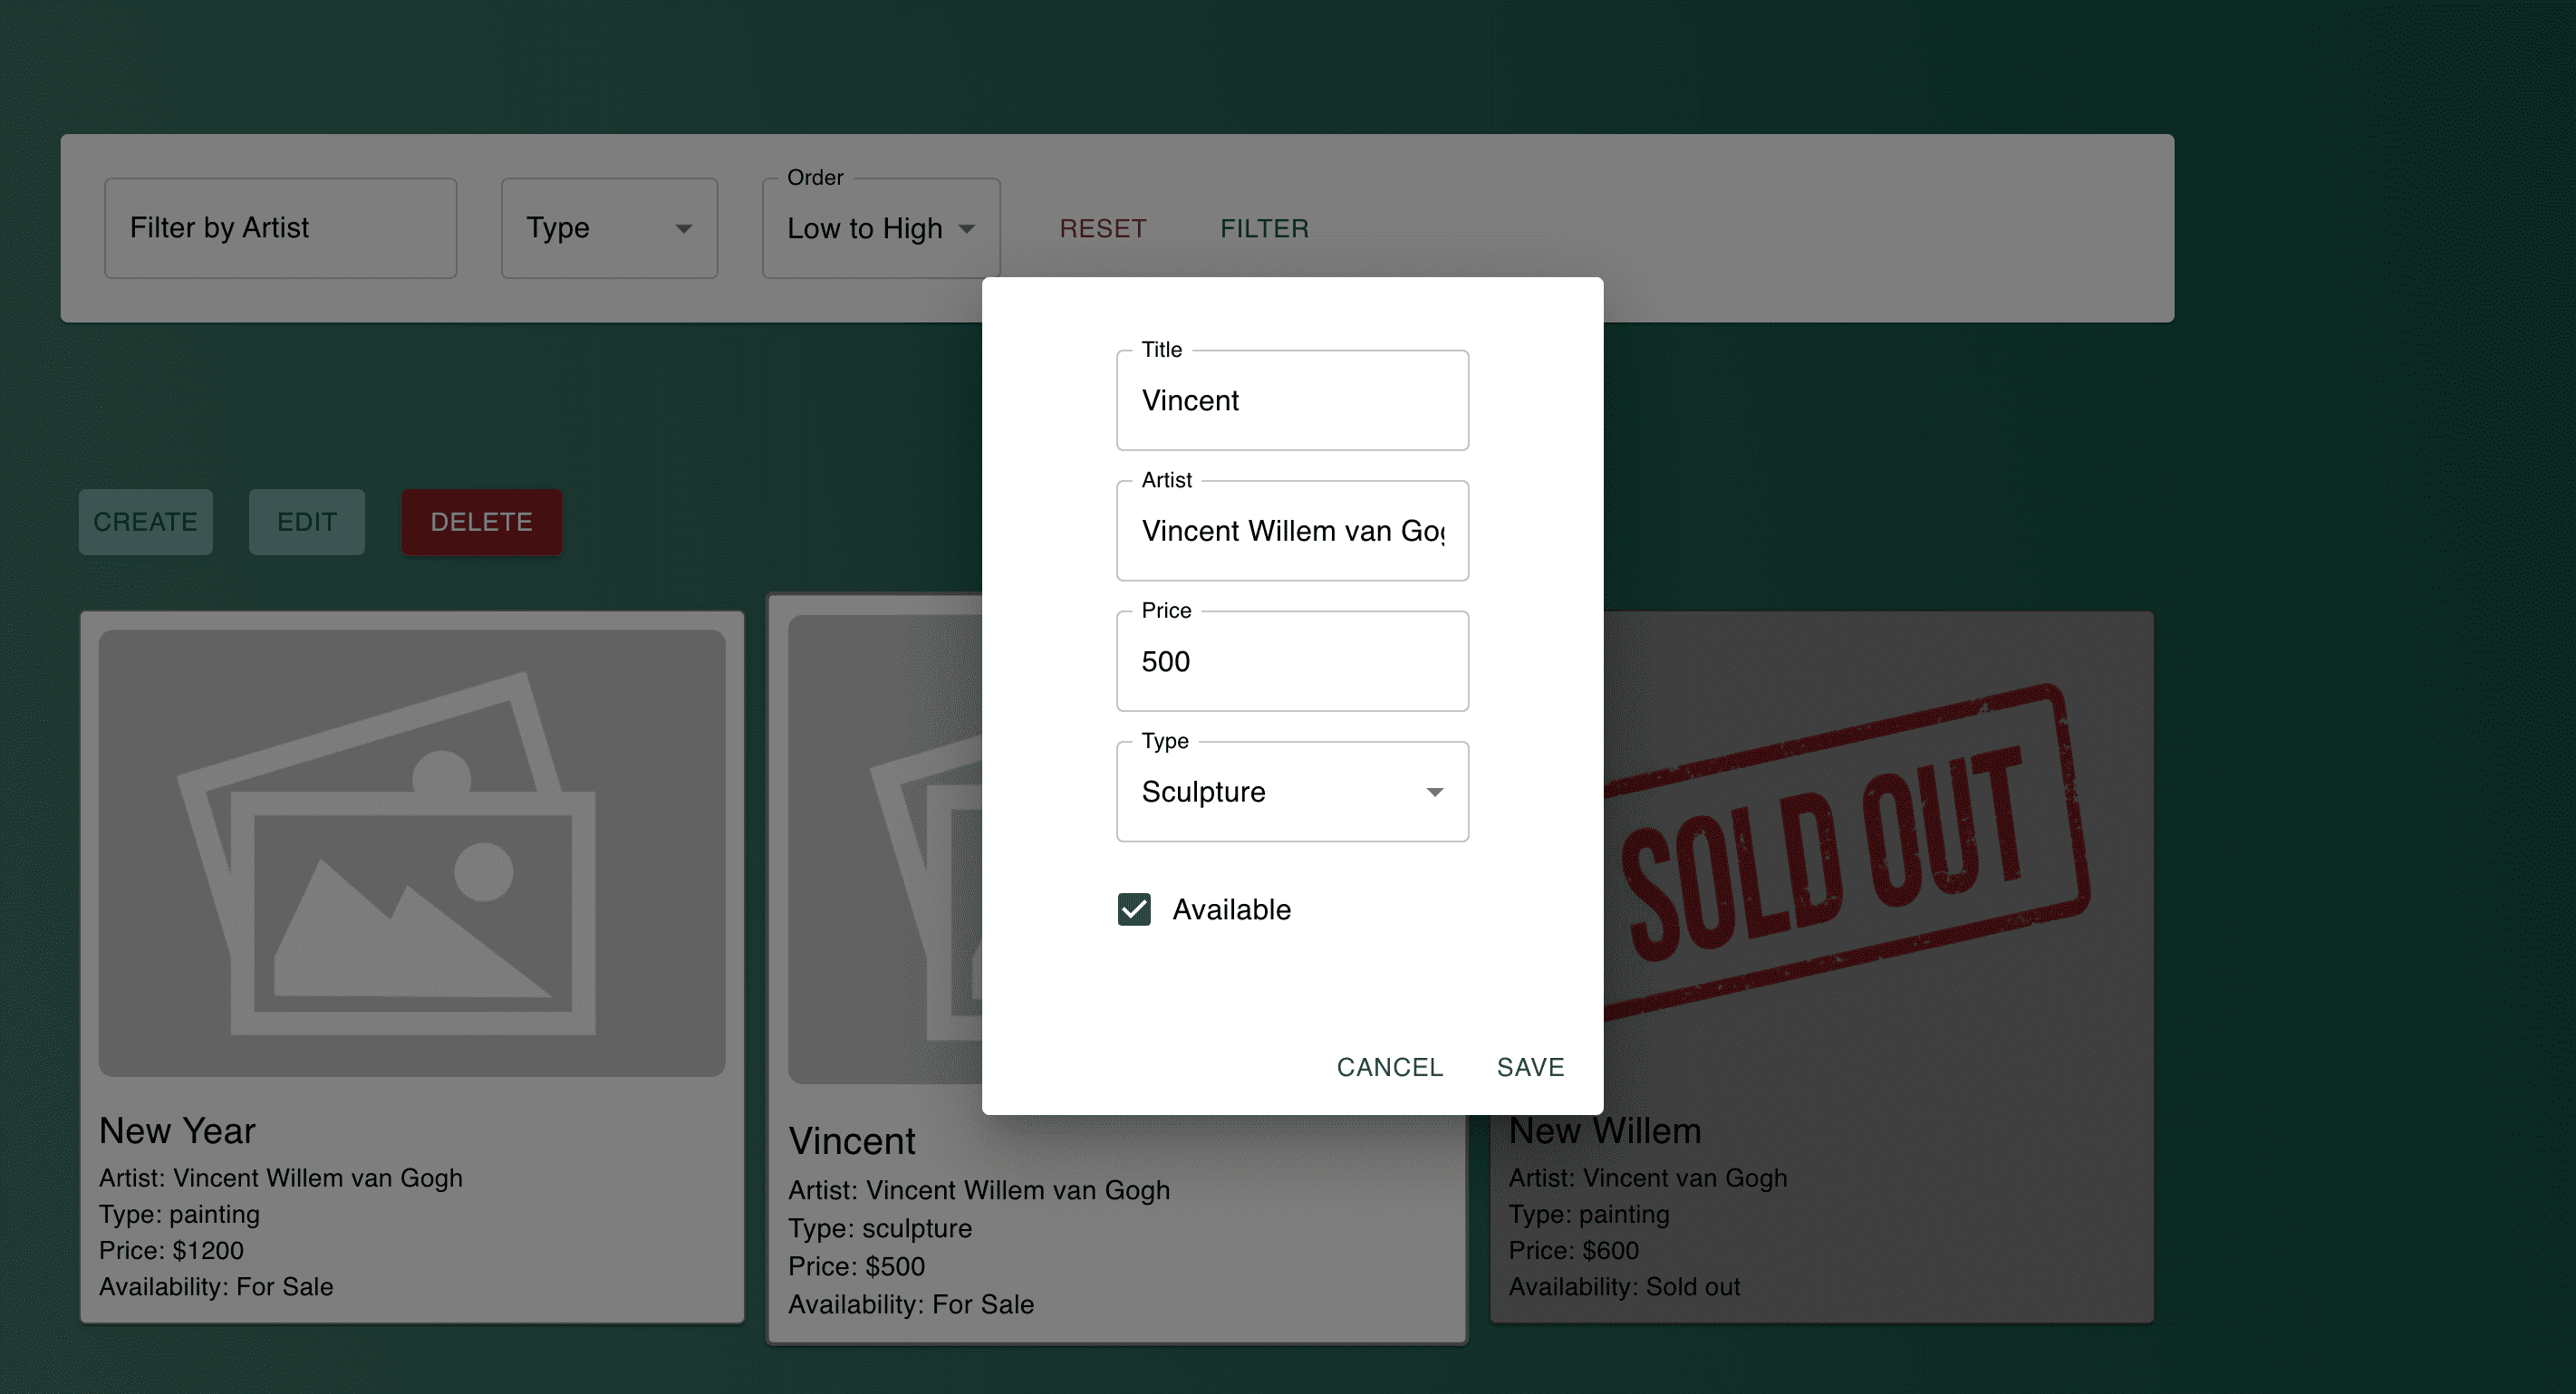 Order
Filter by Artist
Type
Low to High
RESET
FILTER
Title
Vincent
Artist
Vincent Willem van Gog
Price
500
Type
Sculpture
Available
CANCEL
SAVE
CREATE
EDIT
DELETE
New Year
Artist: Vincent Willem van Gogh
Type: painting
Price: $1200
Availability: For Sale
Vincent
Artist: Vincent Willem van Gogh
Type: sculpture
Price: $500
Availability: For Sale
SOLD OUT
New Willem
Artist: Vincent van Gogh
Type: painting
Price: $600
Availability: Sold out